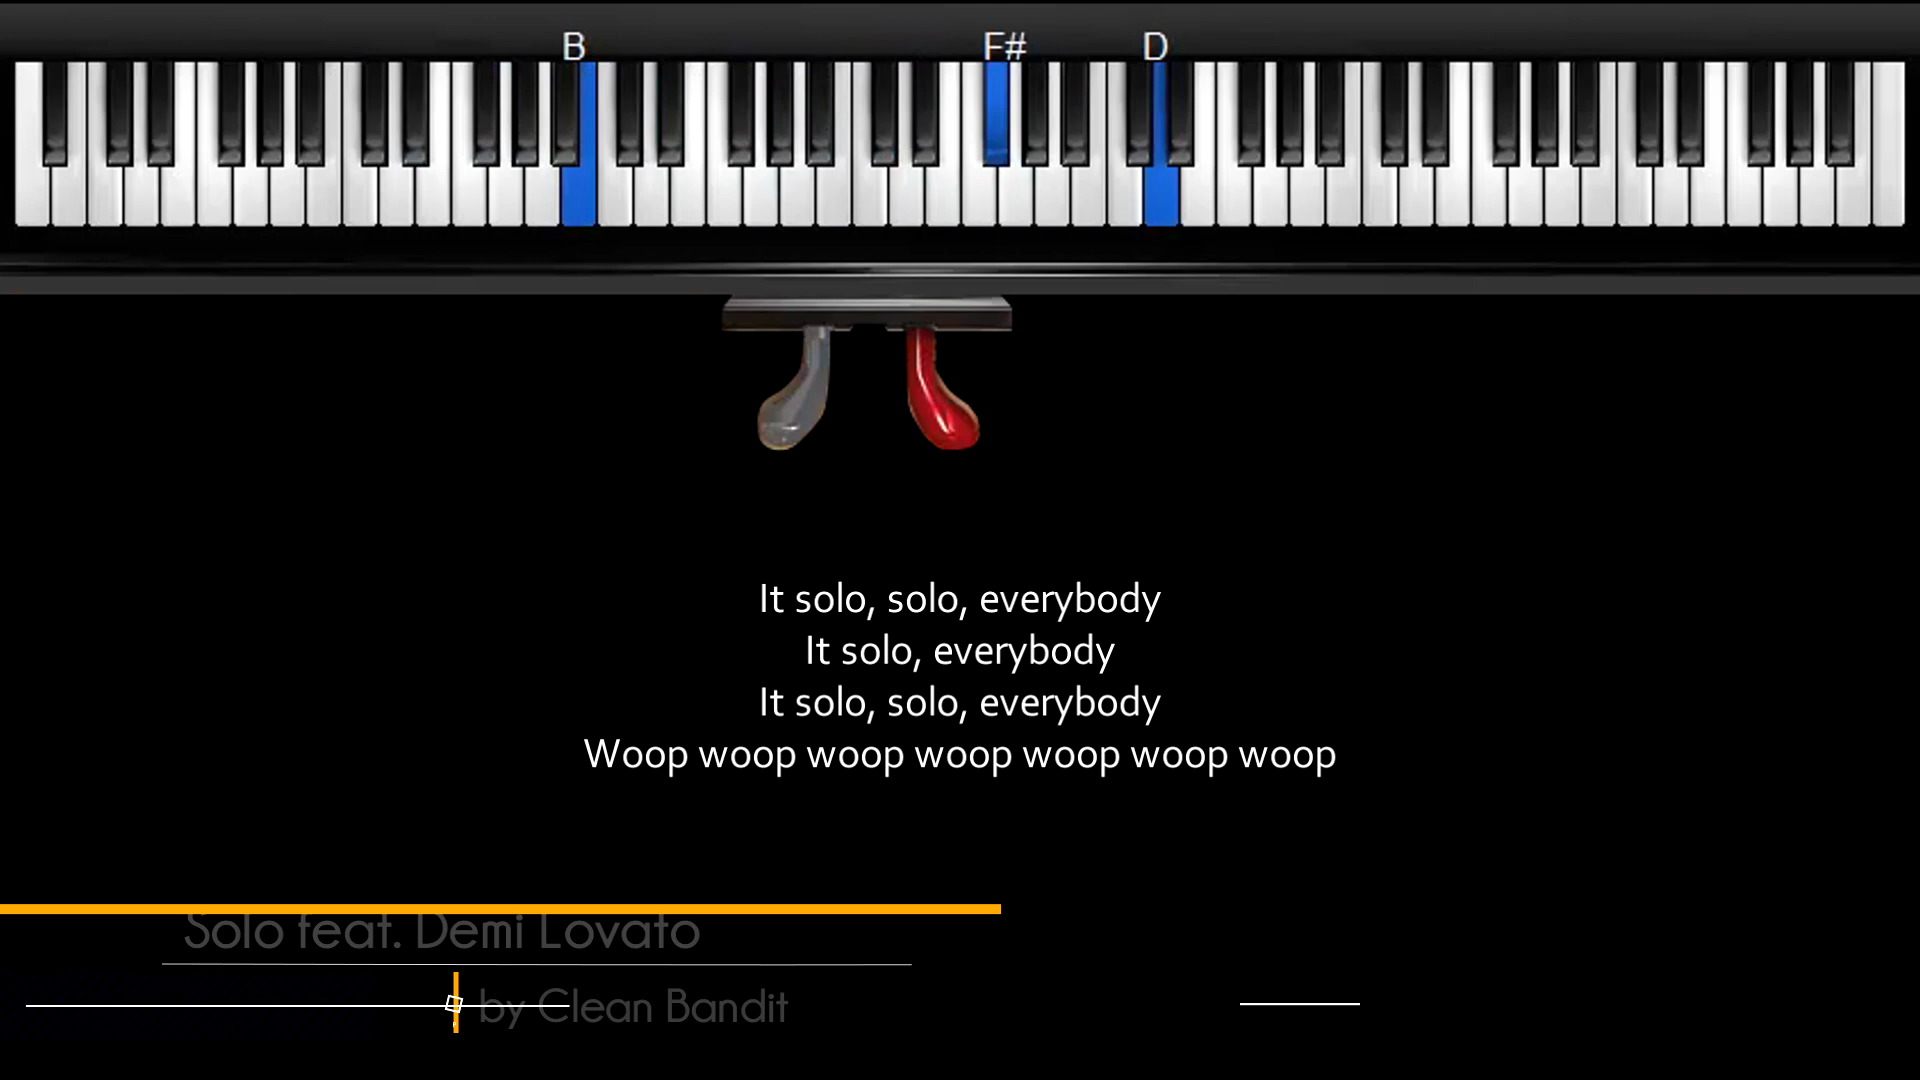 B F# D
It solo, solo, everybody
It solo, everybody
It solo, solo, everybody
Woop woop woop woop woop woop woop
Solo feat. Demi Lovato
by Clean Bandit